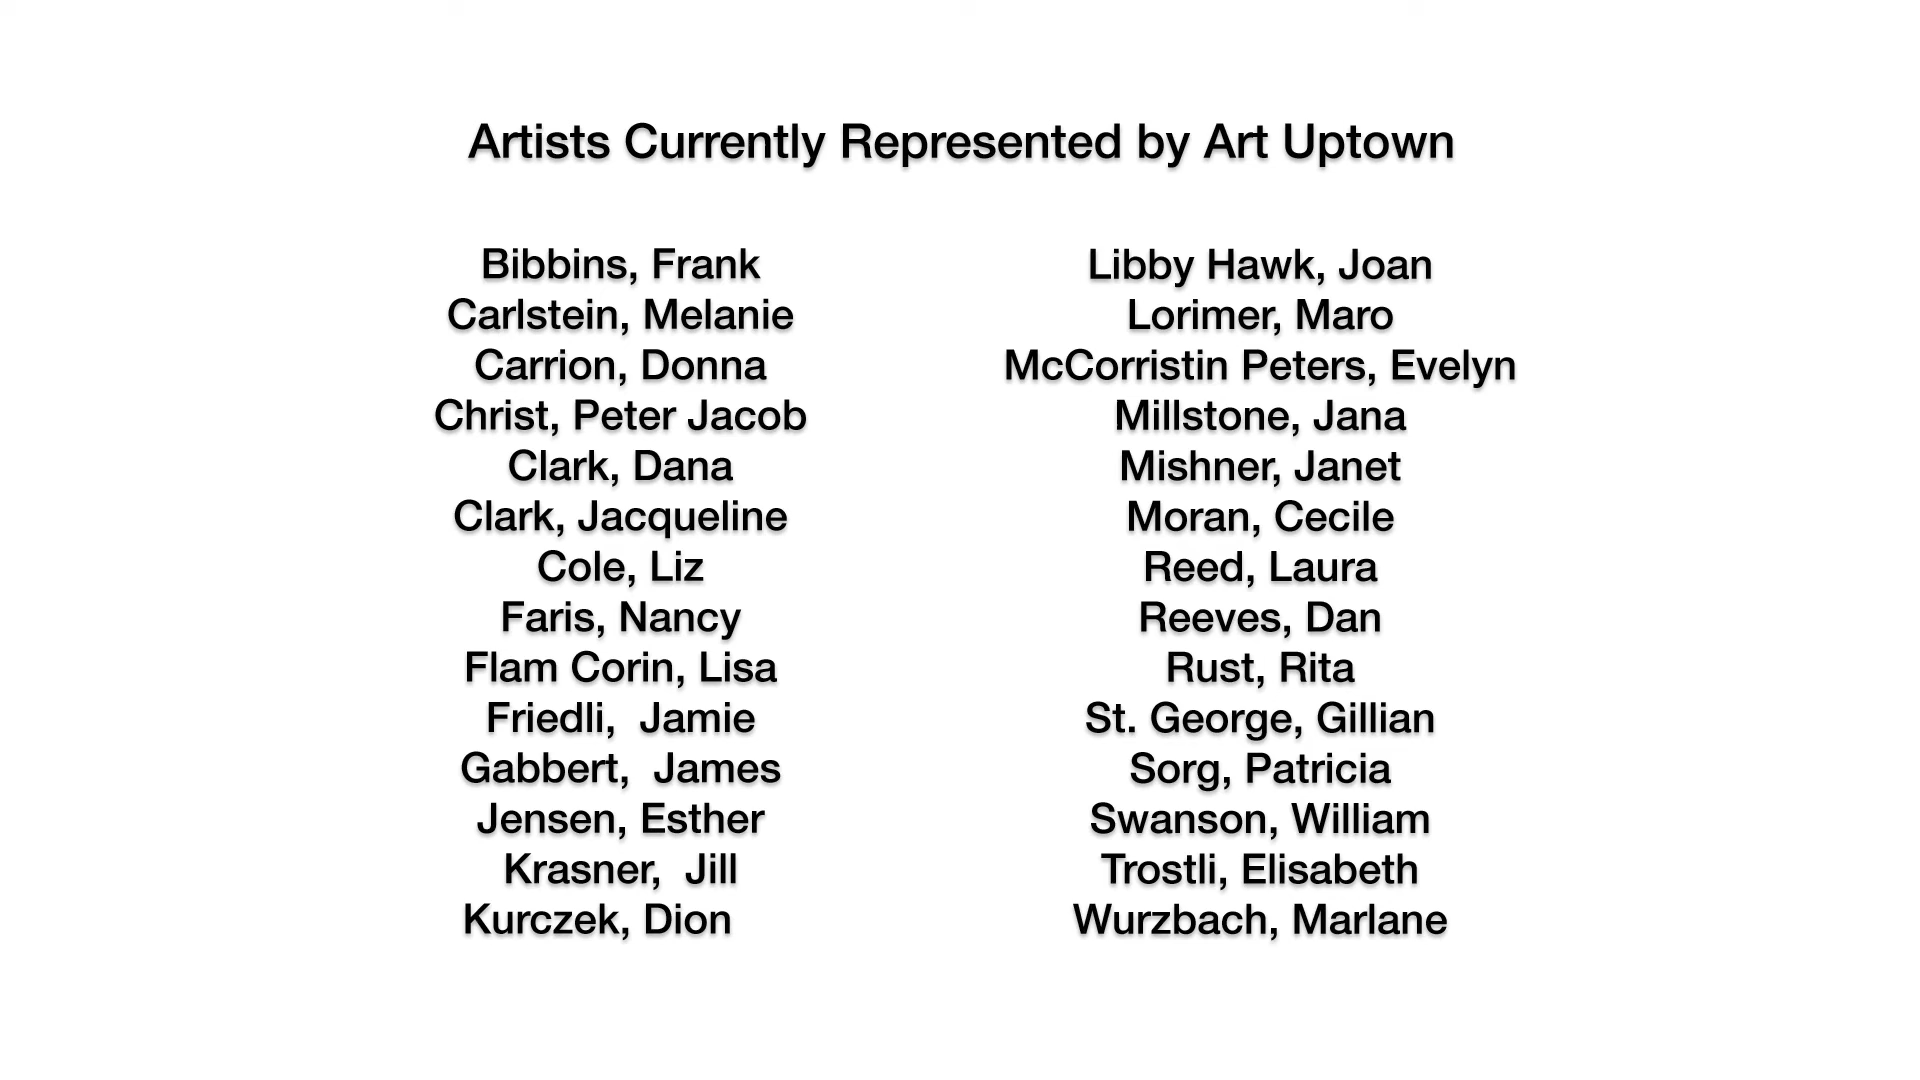 Artists Currently Represented by Art Uptown
Bibbins, Frank
Carlstein, Melanie
Carrion, Donna
Christ, Peter Jacob
Clark, Dana
Clark, Jacqueline
Cole, Liz
Faris, Nancy
Flam Corin, Lisa
Friedli,  Jamie
Gabbert,  James
Jensen, Esther
Krasner,  Jill
Kurczek, Dion
Libby Hawk, Joan
Lorimer, Maro
McCorristin Peters, Evelyn
Millstone, Jana
Mishner, Janet
Moran, Cecile
Reed, Laura
Reeves, Dan
Rust, Rita
St. George, Gillian
Sorg, Patricia
Swanson, William
Trostli, Elisabeth
Wurzbach, Marlane